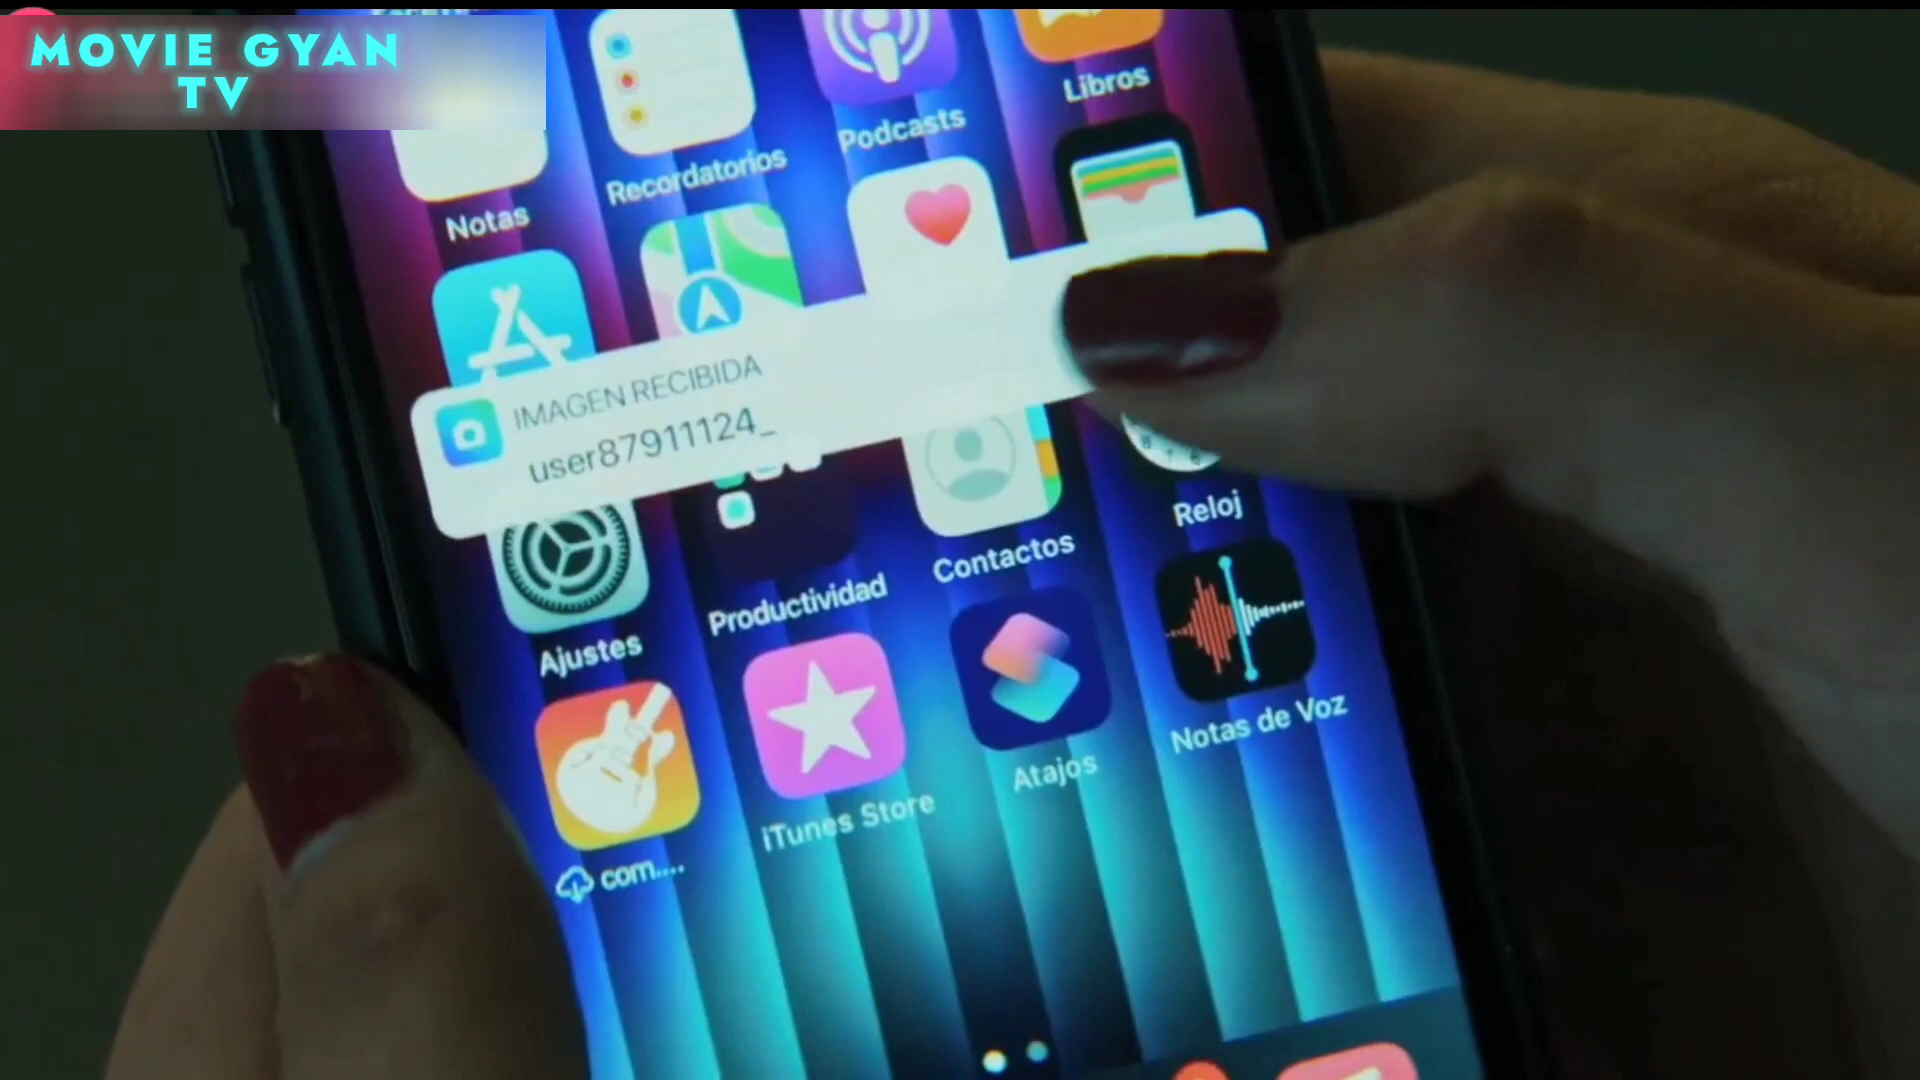 MOVIE GYAN
TV
Libros
Podcasts
Recordatorios
Notas
IMAGEN RECIBIDA
user87911124_
Reloj
Contactos
Productividad
Ajustes
Notas de Voz
Atajos
iTunes Store
com....